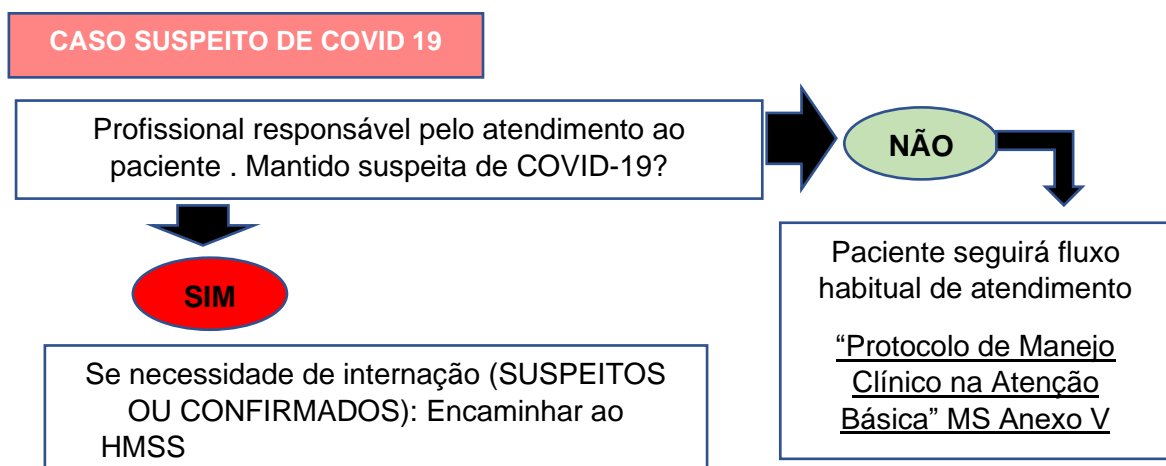 CASO SUSPEITO DE COVID 19
Profissional responsável pelo atendimento ao
paciente . Mantido suspeita de COVID-19?
NÃO
SIM
Paciente seguirá fluxo
habitual de atendimento
“Protocolo de Manejo
Clínico na Atenção
Básica” MS Anexo V
Se necessidade de internação (SUSPEITOS
OU CONFIRMADOS): Encaminhar ao
HMSS